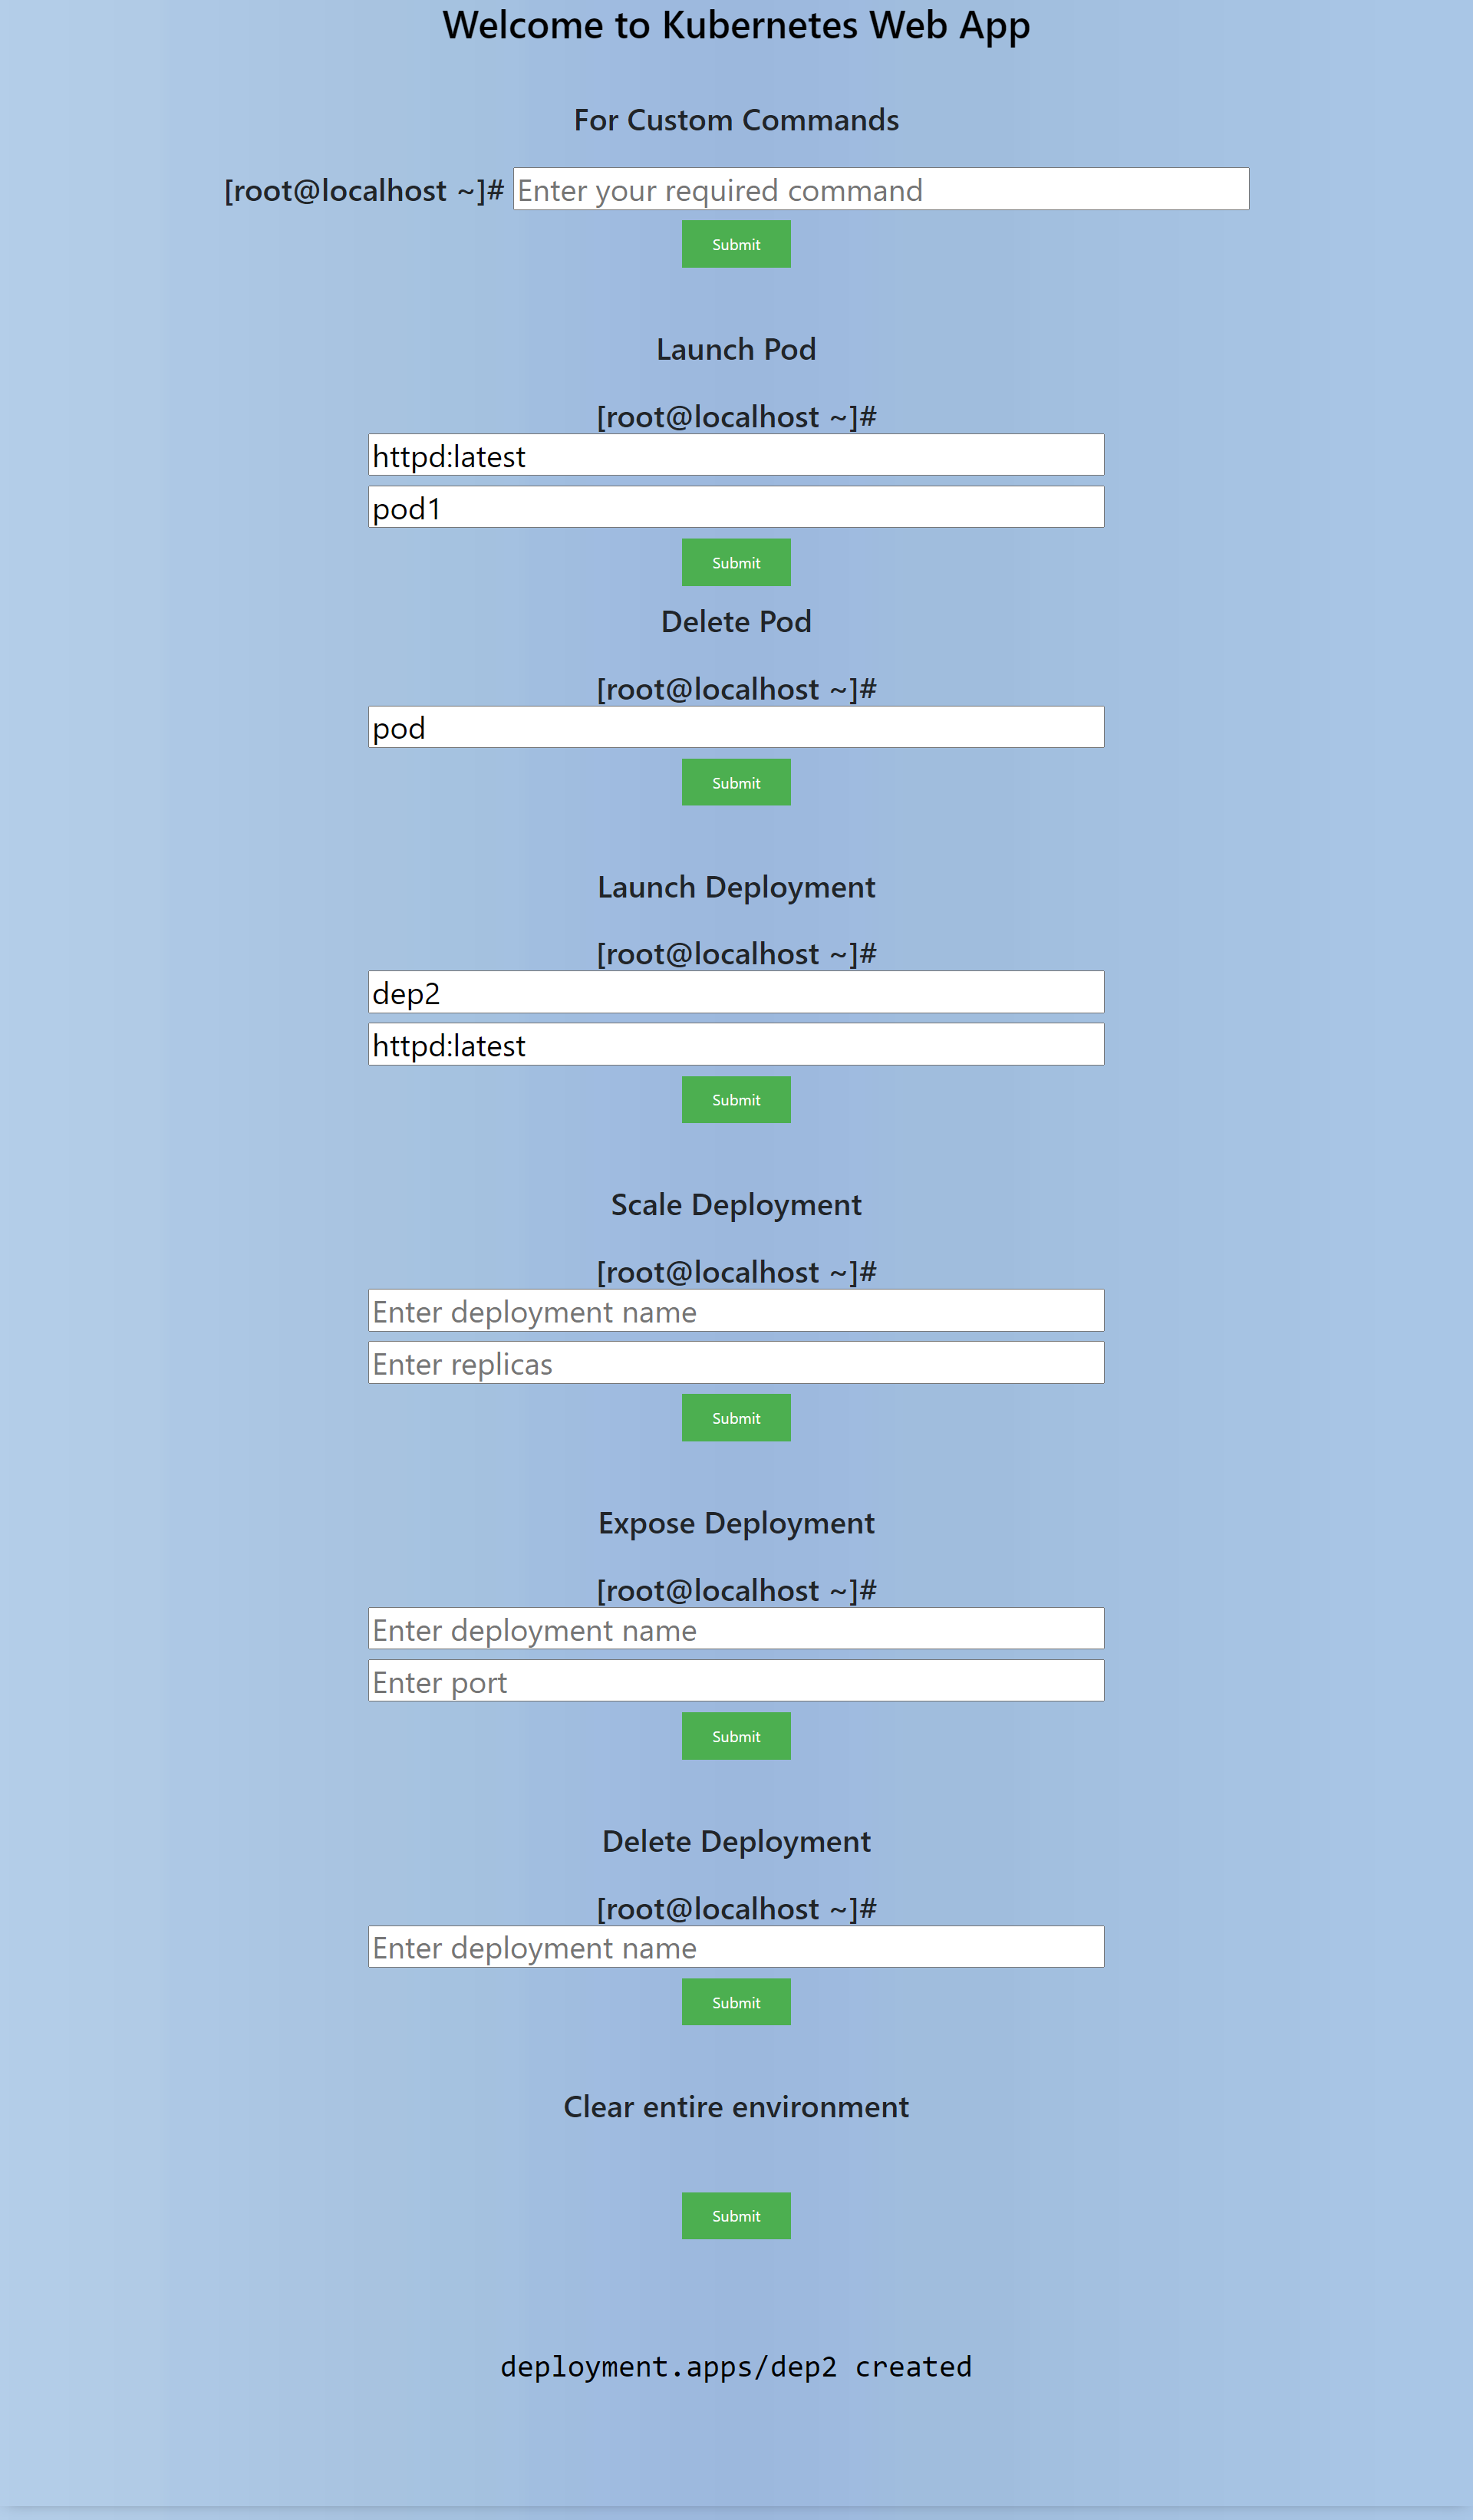 Welcome to Kubernetes Web App
For Custom Commands
[root@localhost ~]# Enter your required command
Submit
Launch Pod
[root@localhost ~]#
httpd:latest
pod1
Submit
Delete Pod
[root@localhost ~]#
pod
Submit
Launch Deployment
[root@localhost ~]#
dep2
httpd:latest
Submit
Scale Deployment
[root@localhost ~]#
Enter deployment name
Enter replicas
Submit
Expose Deployment
[root@localhost ~]#
Enter deployment name
Enter port
Submit
Delete Deployment
[root@localhost ~]#
Enter deployment name
Submit
Clear entire environment
Submit
deployment.apps/dep2 created